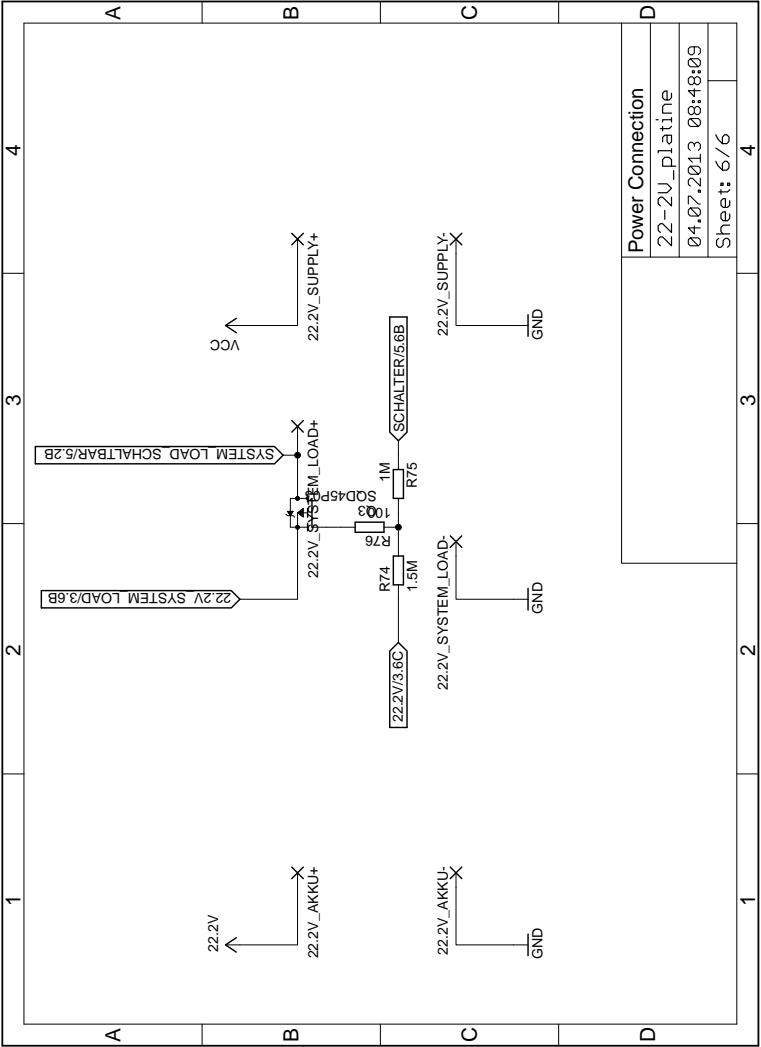 A
B
C
D
4
3
2
1
4
3
2
1
A
B
C
D
VCC
22.2V_SUPPLY+
22.2V_SUPPLY-
GND
SYSTEM_LOAD_SCHALTBAR/5.2B
22.2V_SYSTEM_LOAD+
SQD45P03
Q3
100
R76
SCHALTER/5.6B
1M
R75
R74
1.5M
22.2V_SYSTEM_LOAD/3.6B
22.2V/3.6C
22.2V_SYSTEM_LOAD-
GND
22.2V
22.2V_AKKU+
22.2V_AKKU-
GND
Power Connection
22-2V_platine
04.07.2013 08:48:09
Sheet: 6/6